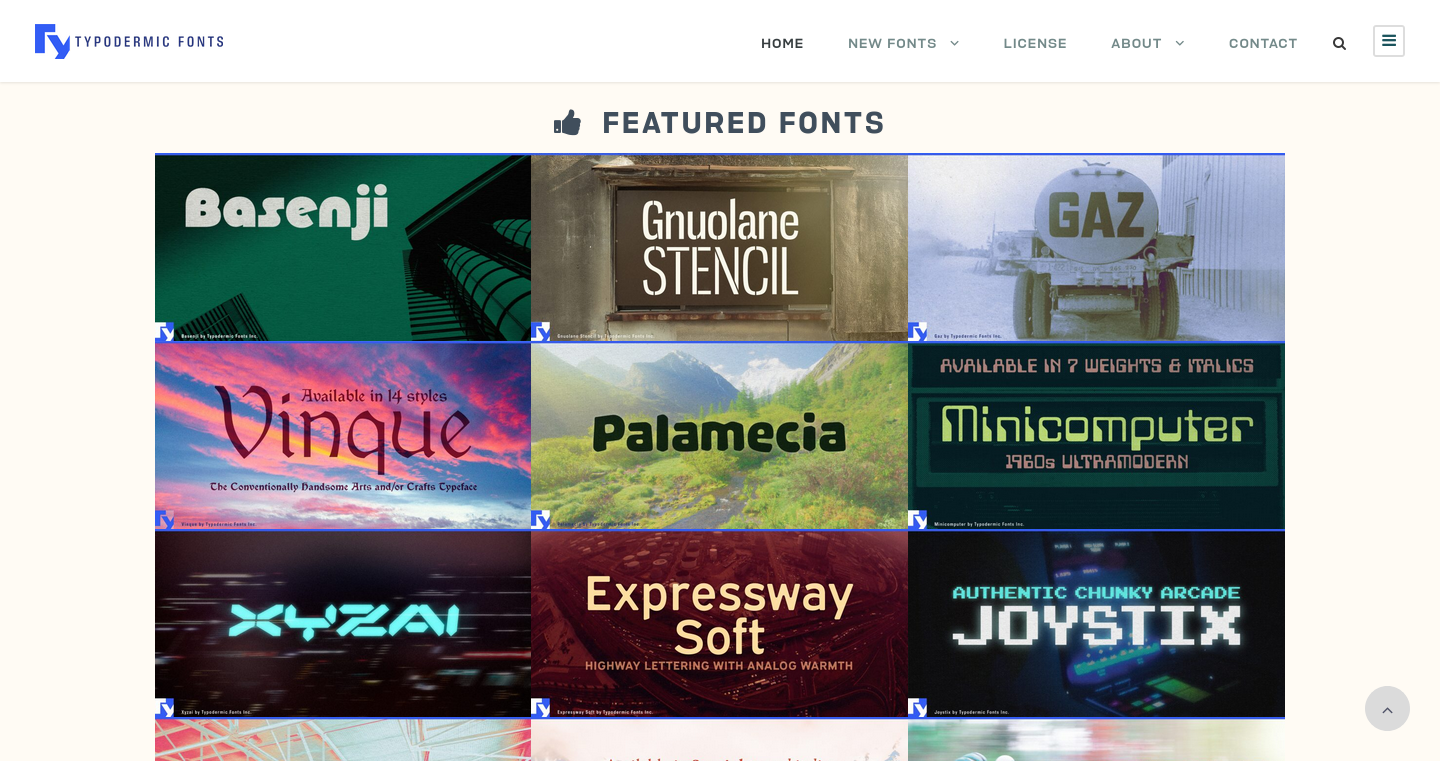 TYPODERMIC FONTS
HOME
NEW FONTS
LICENSE
ABOUT
CONTACT
FEATURED FONTS
Basenji
Basenji by Typodermic Fonts Inc.
Gnuolane
STENCIL
Gnuolane Stencil by Typodermic Fonts Inc.
GAZ
Gaz by Typodermic Fonts Inc.
Available in 14 styles
Vinque
The Conventionally Handsome Arts and/or Crafts Typeface
Vinque by Typodermic Fonts Inc.
Palamecia
Palamecia by Typodermic Fonts Inc.
AVAILABLE IN 7 WEIGHTS & ITALICS
Minicomputer
1960s ULTRAMODERN
Minicomputer by Typodermic Fonts Inc.
XYZAI
Xyzai by Typodermic Fonts Inc.
Expressway
Soft
HIGHWAY LETTERING WITH ANALOG WARMTH
Expressway Soft by Typodermic Fonts Inc.
AUTHENTIC CHUNKY ARCADE
JOYSTIX
Joystix by Typodermic Fonts Inc.